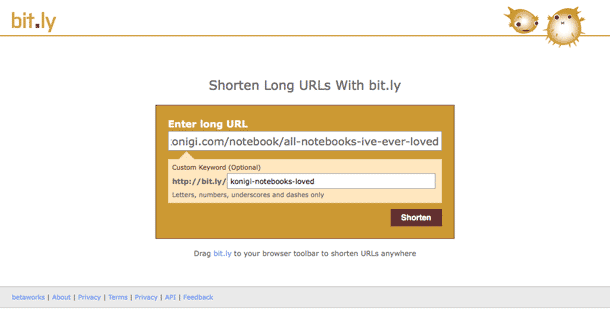 bit.ly
Shorten Long URLs With bit.ly
Enter long URL
onigi.com/notebook/all-notebooks-ive-ever-loved
Custom Keyword (Optional)
http://bit.ly/ konigi-notebooks-loved
Letters, numbers, underscores and dashes only
Shorten
Drag bit.ly to your browser toolbar to shorten URLs anywhere
betaworks | About | Privacy | Terms | Privacy | API | Feedback